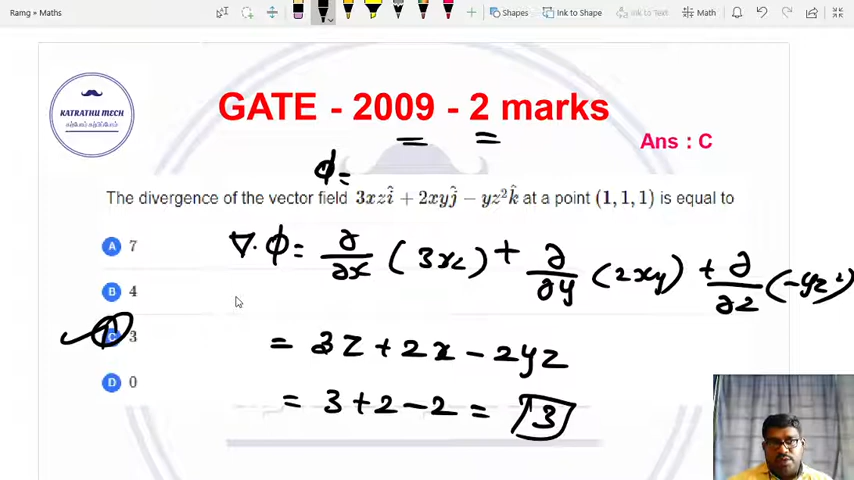 Ramg » Maths
Shapes
Ink to Shape
Ink to Text
Math
KATRATHU MECH
கற்போம் கற்பிப்போம்
GATE - 2009 - 2 marks
Ans : C
ϕ =
The divergence of the vector field 3xzî + 2xyĵ − yz²k̂ at a point (1, 1, 1) is equal to
A 7
∇·ϕ = ∂/∂x (3xz) + ∂/∂y (2xy) + ∂/∂z (−yz²)
B 4
C 3
= 3z + 2x − 2yz
D 0
= 3 + 2 − 2 = 3